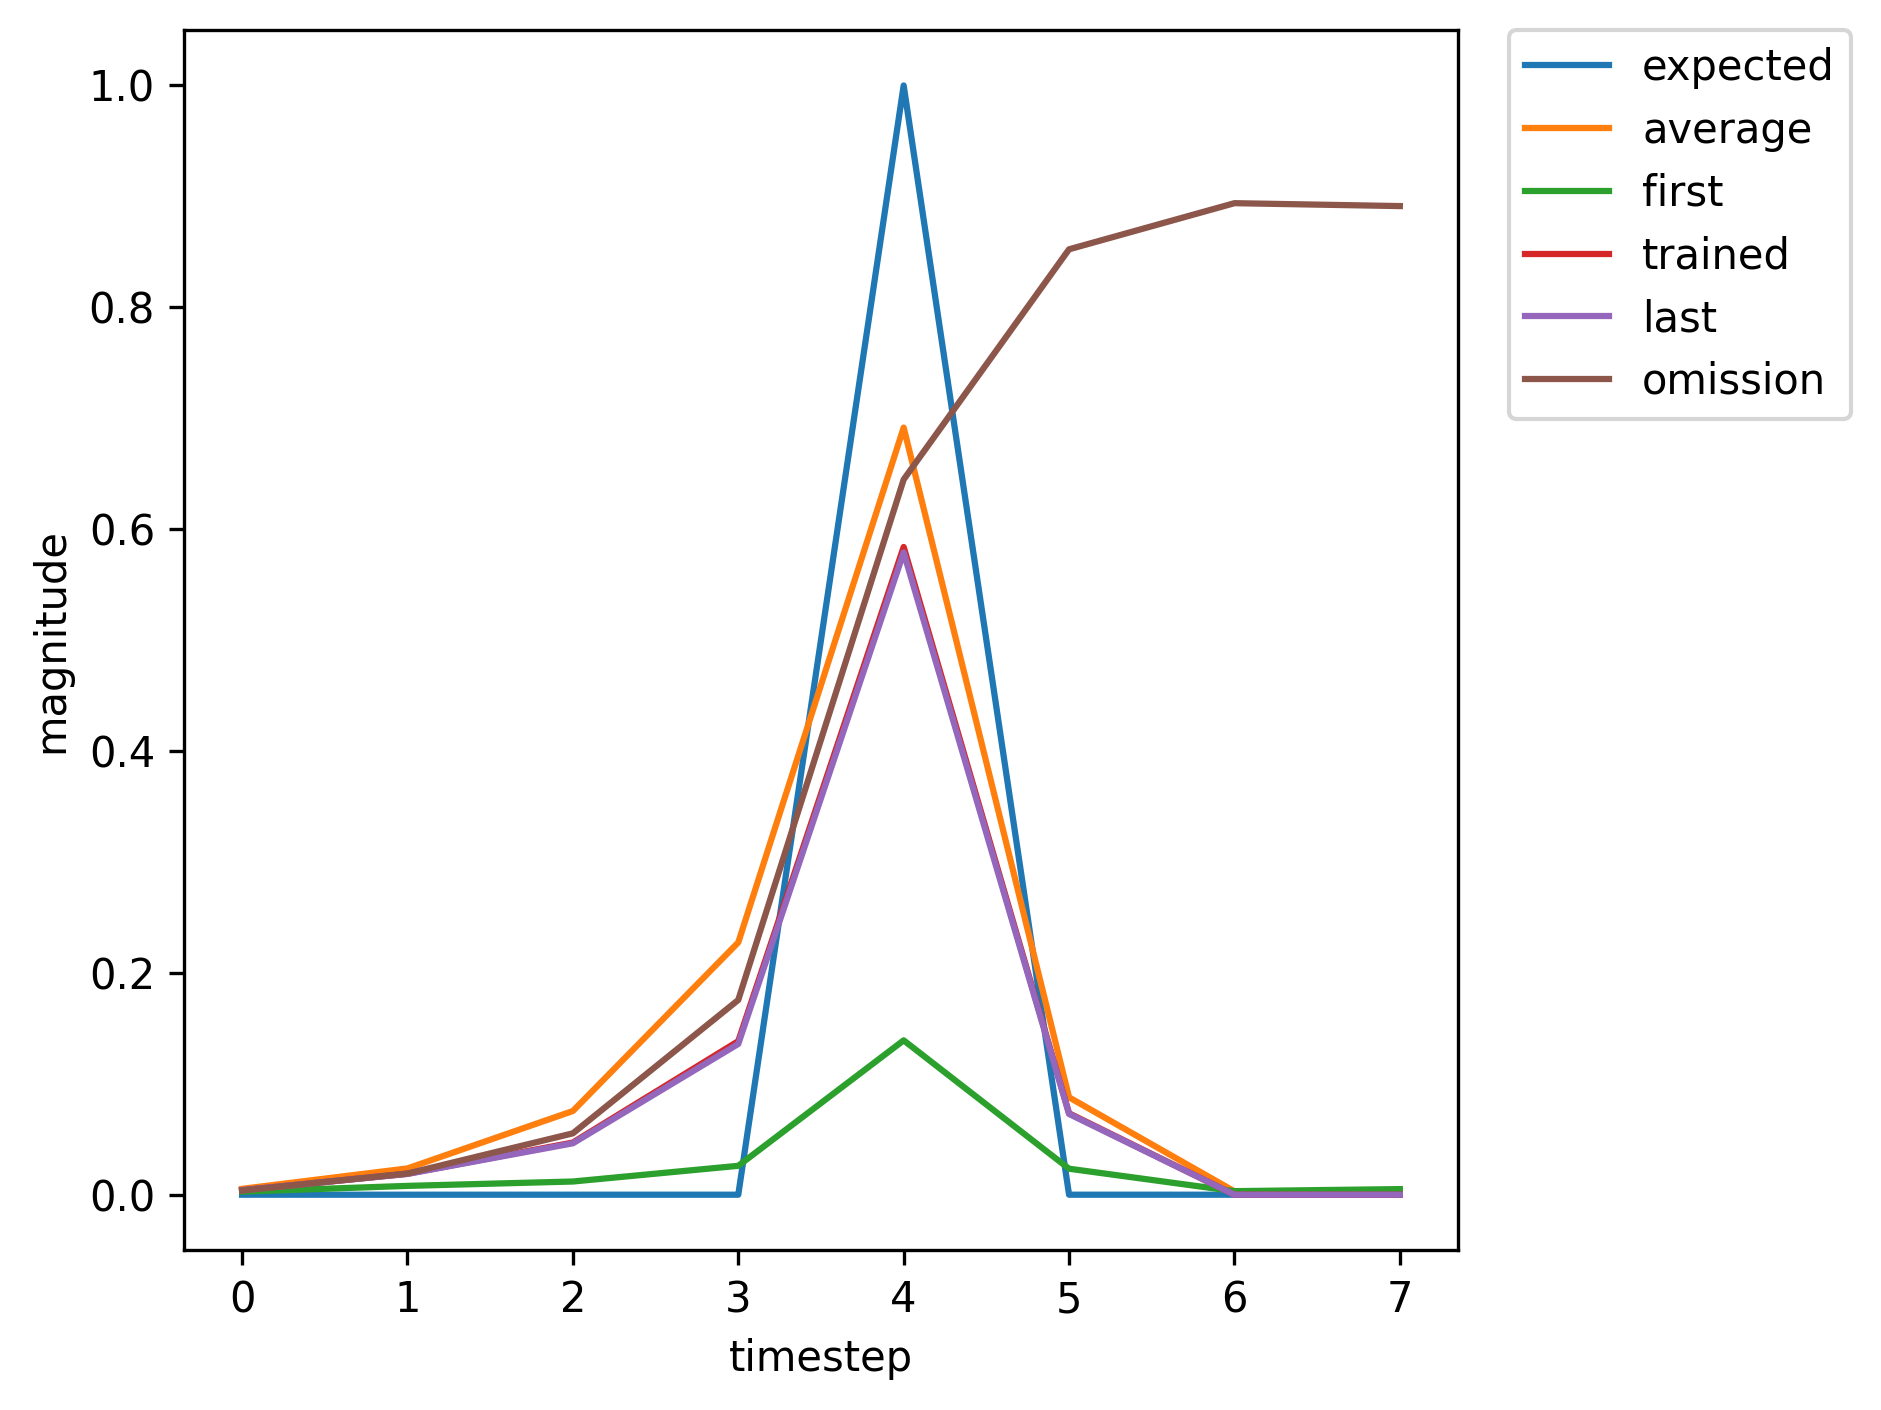 expected
average
first
trained
last
omission
1.0
0.8
0.6
0.4
0.2
0.0
magnitude
0 1 2 3 4 5 6 7
timestep